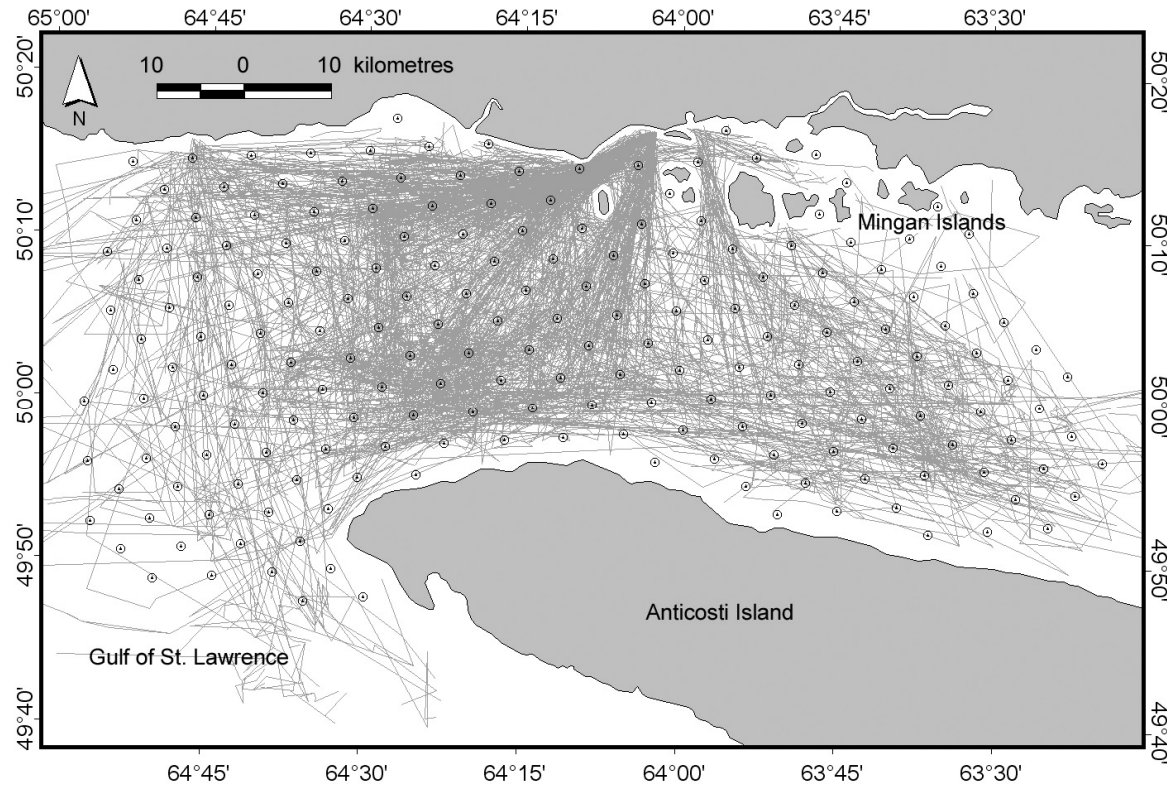 65°00' 64°45' 64°30' 64°15' 64°00' 63°45' 63°30'
50°20' 50°20'
10 0 10 kilometres
N
50°10' 50°10'
Mingan Islands
50°00' 50°00'
49°50' 49°50'
Anticosti Island
Gulf of St. Lawrence
49°40' 49°40'
64°45' 64°30' 64°15' 64°00' 63°45' 63°30'